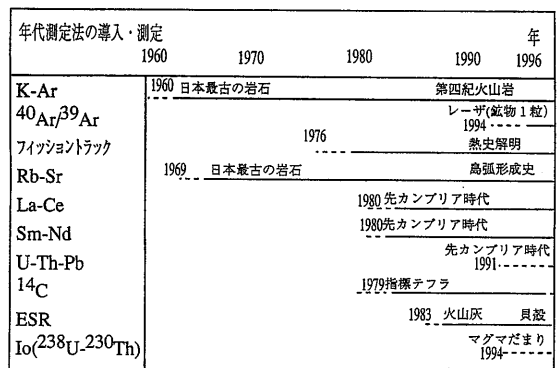 年代測定法の導入・測定 年
1960 1970 1980 1990 1996
K-Ar 1960 日本最古の岩石 第四紀火山岩
40Ar/39Ar レーザ(鉱物1粒) 1994
フィッショントラック 1976 熱史解明
Rb-Sr 1969 日本最古の岩石 島弧形成史
La-Ce 1980 先カンブリア時代
Sm-Nd 1980先カンブリア時代
U-Th-Pb 先カンブリア時代 1991
14C 1979指標テフラ
ESR 1983 火山灰 貝殻
Io(238U-230Th) マグマだまり 1994